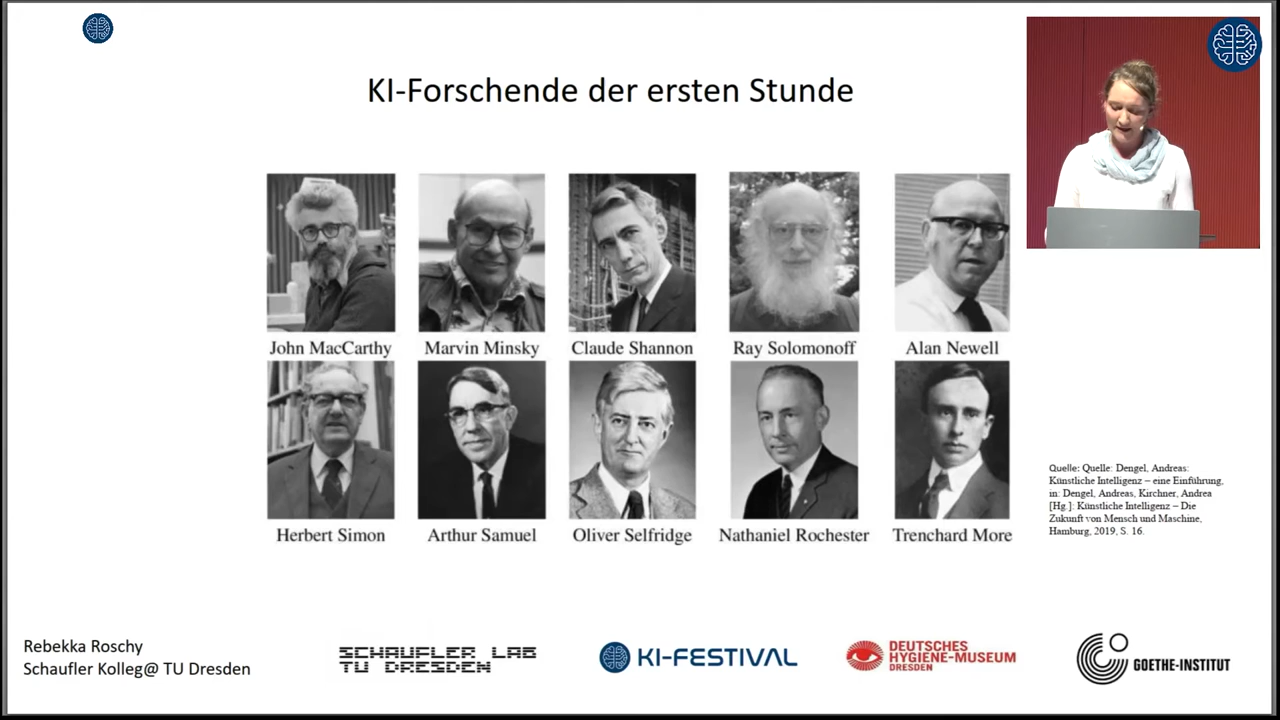 KI-Forschende der ersten Stunde
John MacCarthy
Marvin Minsky
Claude Shannon
Ray Solomonoff
Alan Newell
Herbert Simon
Arthur Samuel
Oliver Selfridge
Nathaniel Rochester
Trenchard More
Quelle: Quelle: Dengel, Andreas:
Künstliche Intelligenz – eine Einführung,
in: Dengel, Andreas, Kirchner, Andrea
[Hg.]: Künstliche Intelligenz – Die
Zukunft von Mensch und Maschine,
Hamburg, 2019, S. 16.
Rebekka Roschy
Schaufler Kolleg@ TU Dresden
SCHAUFLER LAB
TU DRESDEN
KI-FESTIVAL
DEUTSCHES
HYGIENE-MUSEUM
DRESDEN
GOETHE-INSTITUT